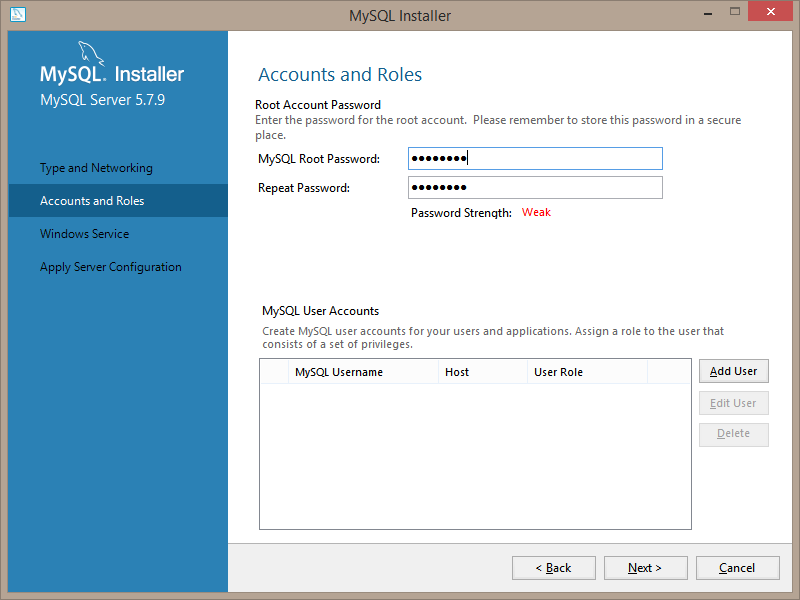 MySQL Installer
MySQL® Installer
MySQL Server 5.7.9
Type and Networking
Accounts and Roles
Windows Service
Apply Server Configuration
Accounts and Roles
Root Account Password
Enter the password for the root account.  Please remember to store this password in a secure
place.
MySQL Root Password: ●●●●●●●●
Repeat Password: ●●●●●●●●
Password Strength: Weak
MySQL User Accounts
Create MySQL user accounts for your users and applications. Assign a role to the user that
consists of a set of privileges.
MySQL Username Host User Role
Add User
Edit User
Delete
< Back Next > Cancel